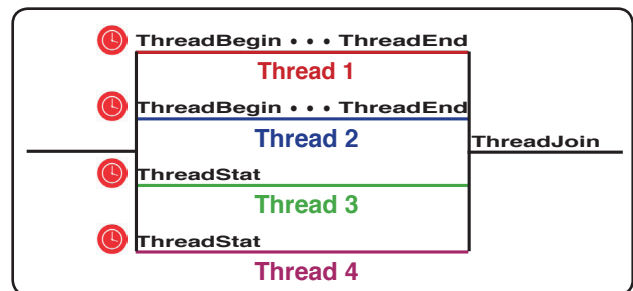 ThreadBegin • • • ThreadEnd
Thread 1
ThreadBegin • • • ThreadEnd
Thread 2
ThreadJoin
ThreadStat
Thread 3
ThreadStat
Thread 4